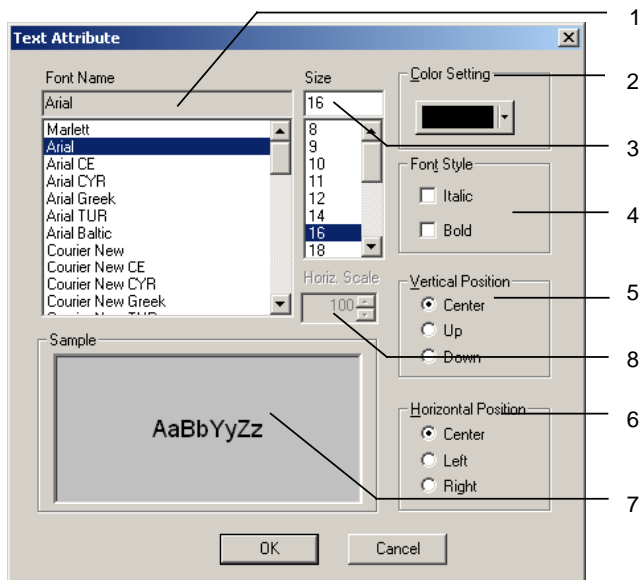 1
Text Attribute
Font Name
Arial
Marlett
Arial
Arial CE
Arial CYR
Arial Greek
Arial TUR
Arial Baltic
Courier New
Courier New CE
Courier New CYR
Courier New Greek
Courier New TUR
Size
16
8
9
10
11
12
14
16
18
Horiz. Scale
100
Color Setting
2
3
Font Style
Italic
Bold
4
Vertical Position
Center
Up
Down
5
8
Sample
AaBbYyZz
Horizontal Position
Center
Left
Right
6
7
OK
Cancel